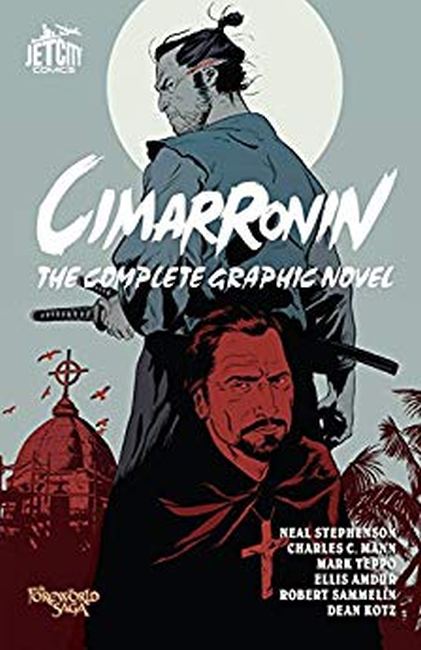 JET CITY
COMICS
CIMARRONIN
THE COMPLETE GRAPHIC NOVEL
NEAL STEPHENSON
CHARLES C. MANN
MARK TEPPO
ELLIS AMDUR
ROBERT SAMMELIN
DEAN KOTZ
THE
FOREWORLD
SAGA